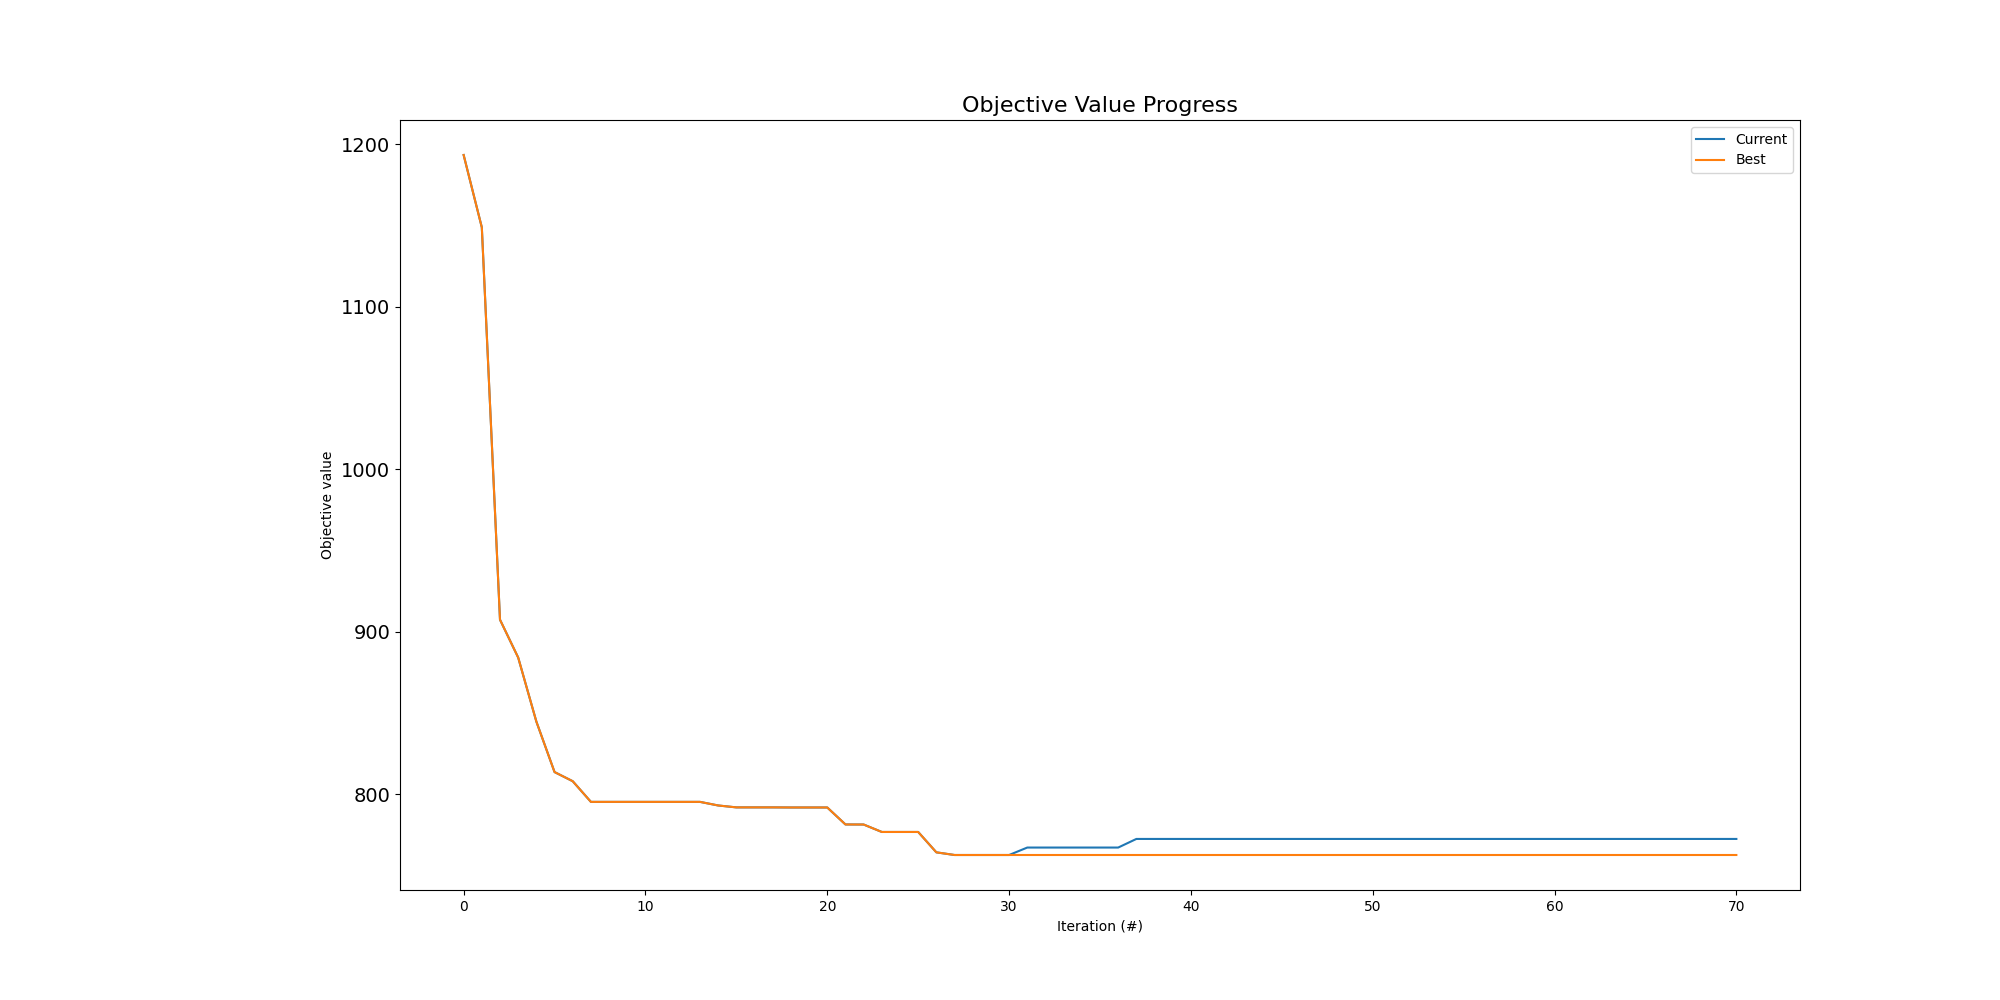 Objective Value Progress
1200
1100
1000
900
800
Objective value
Current
Best
0 10 20 30 40 50 60 70
Iteration (#)